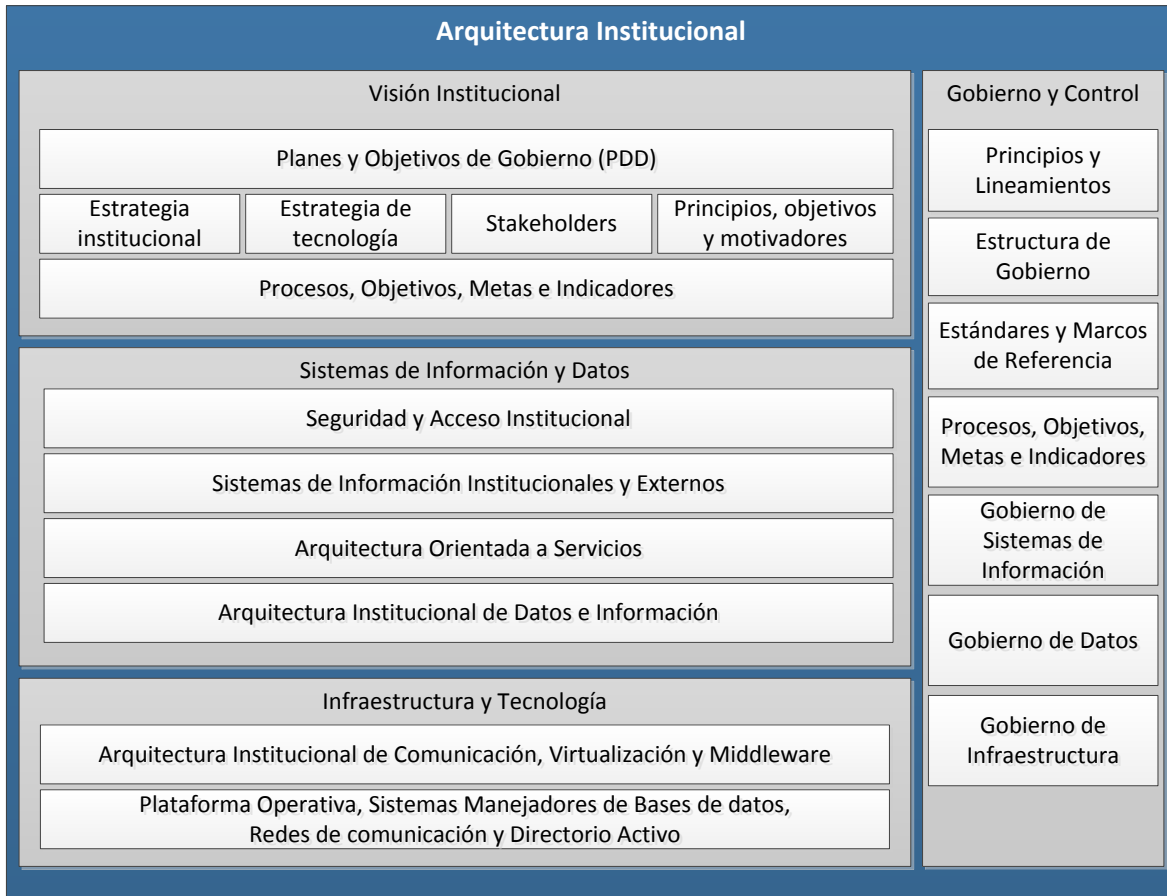 Arquitectura Institucional
Visión Institucional
Planes y Objetivos de Gobierno (PDD)
Estrategia
institucional
Estrategia de
tecnología
Stakeholders
Principios, objetivos
y motivadores
Procesos, Objetivos, Metas e Indicadores
Sistemas de Información y Datos
Seguridad y Acceso Institucional
Sistemas de Información Institucionales y Externos
Arquitectura Orientada a Servicios
Arquitectura Institucional de Datos e Información
Infraestructura y Tecnología
Arquitectura Institucional de Comunicación, Virtualización y Middleware
Plataforma Operativa, Sistemas Manejadores de Bases de datos,
Redes de comunicación y Directorio Activo
Gobierno y Control
Principios y
Lineamientos
Estructura de
Gobierno
Estándares y Marcos
de Referencia
Procesos, Objetivos,
Metas e Indicadores
Gobierno de
Sistemas de
Información
Gobierno de Datos
Gobierno de
Infraestructura